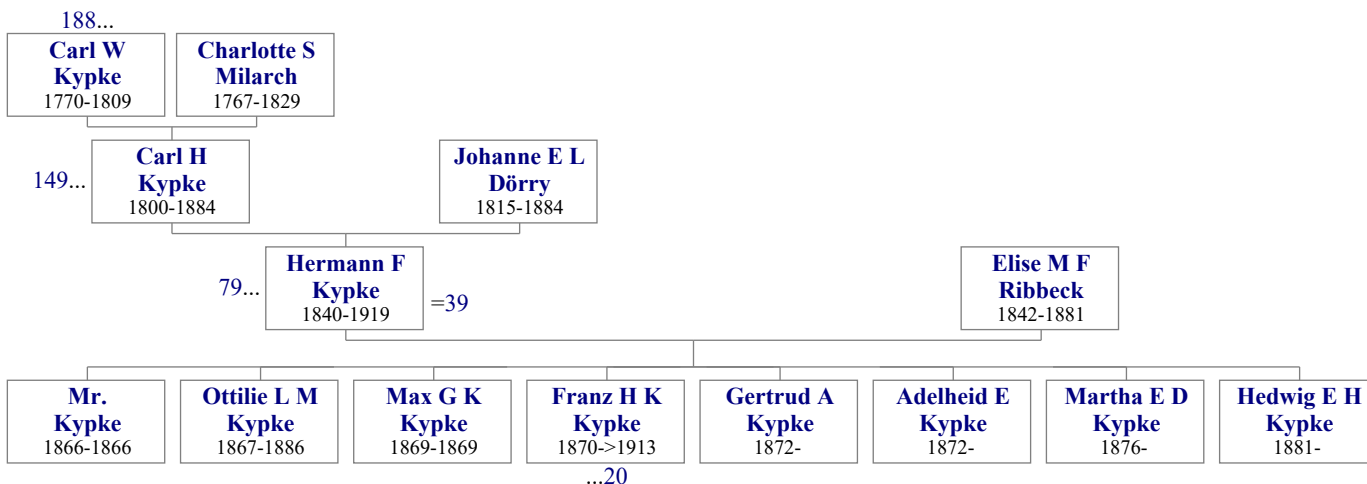 188...
Carl W
Kypke
1770-1809
Charlotte S
Milarch
1767-1829
149...
Carl H
Kypke
1800-1884
Johanne E L
Dörry
1815-1884
79...
Hermann F
Kypke
1840-1919
=39
Elise M F
Ribbeck
1842-1881
Mr.
Kypke
1866-1866
Ottilie L M
Kypke
1867-1886
Max G K
Kypke
1869-1869
Franz H K
Kypke
1870->1913
...20
Gertrud A
Kypke
1872-
Adelheid E
Kypke
1872-
Martha E D
Kypke
1876-
Hedwig E H
Kypke
1881-